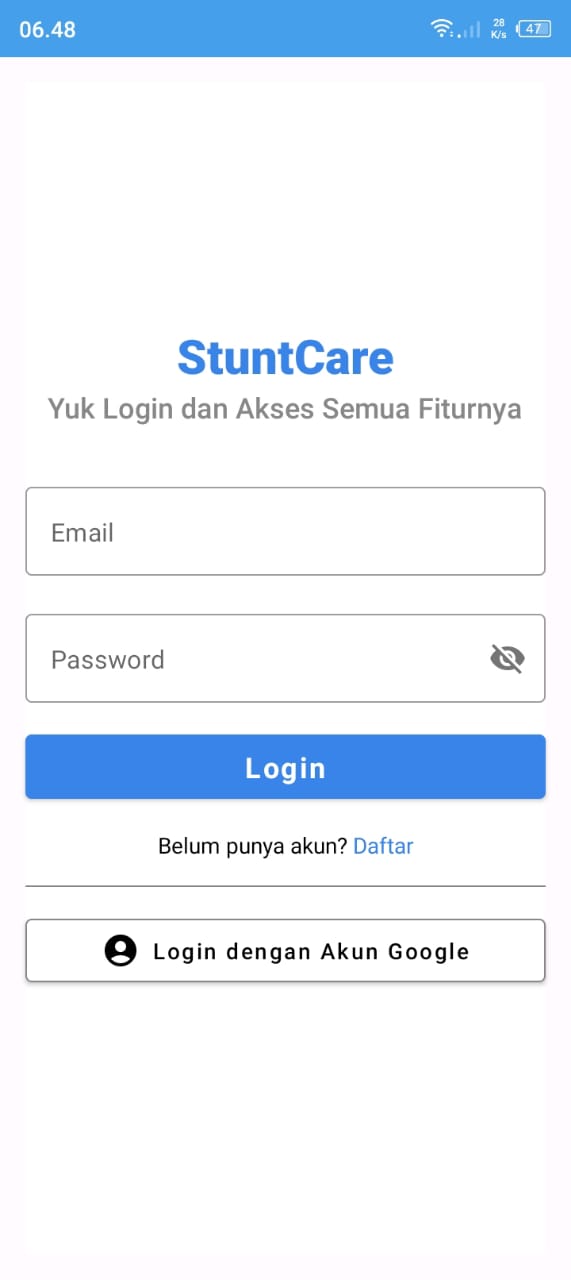 06.48
28
K/s
47
StuntCare
Yuk Login dan Akses Semua Fiturnya
Email
Password
Login
Belum punya akun? Daftar
Login dengan Akun Google